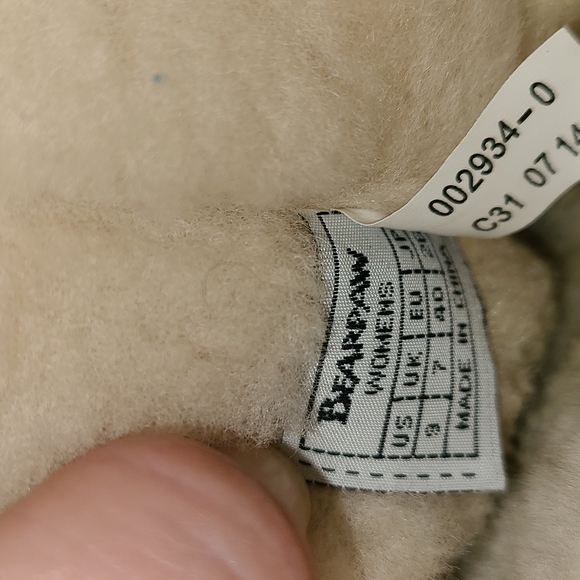 002934-0
C31 07 14
BEARPAW
WOMENS
US UK EU
9 7 40
MADE IN CHINA